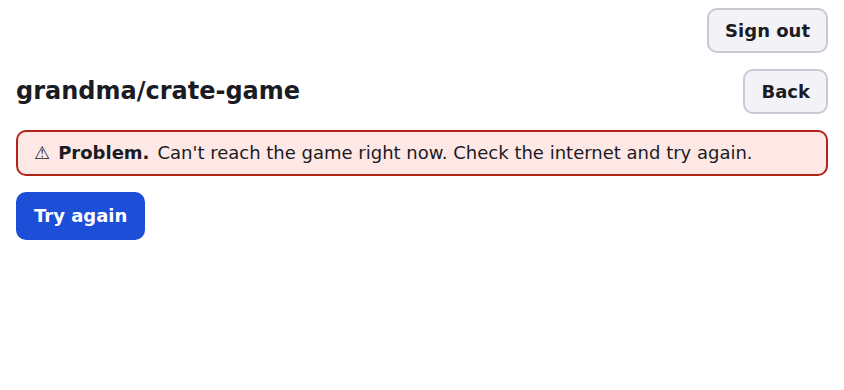 Sign out
grandma/crate-game
Back
⚠ Problem. Can't reach the game right now. Check the internet and try again.
Try again